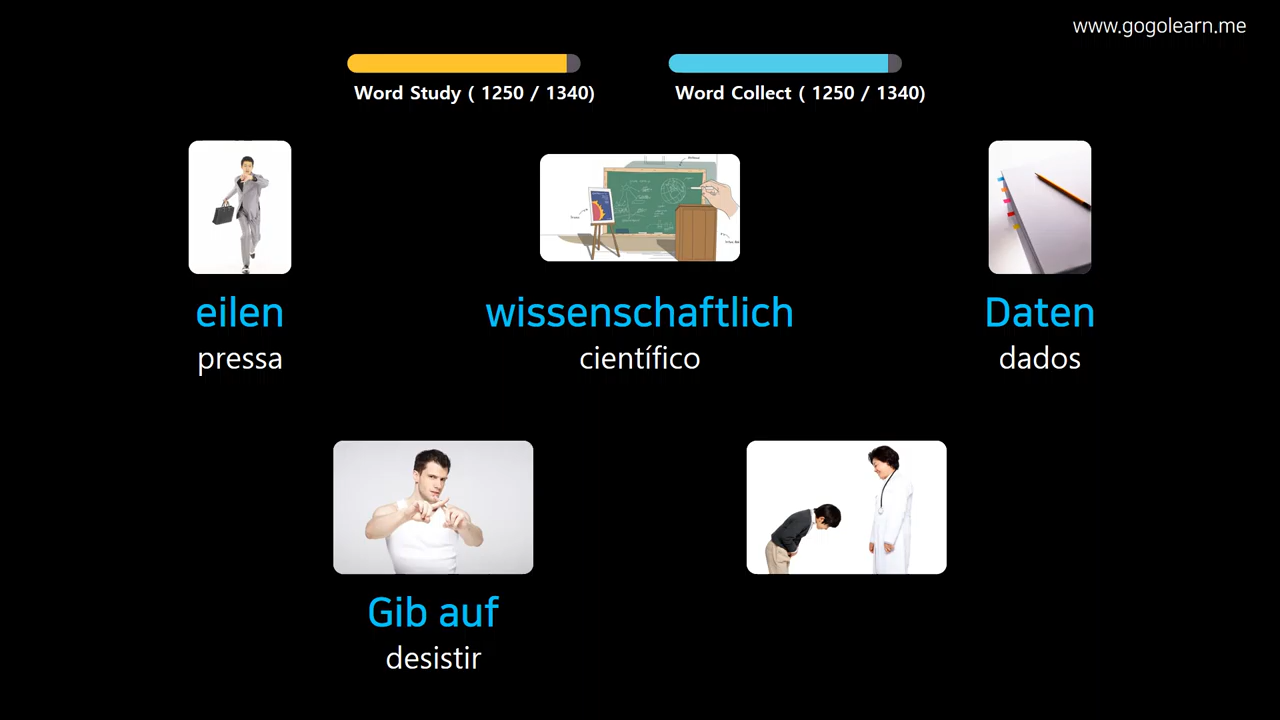 www.gogolearn.me
Word Study ( 1250 / 1340)
Word Collect ( 1250 / 1340)
eilen
pressa
wissenschaftlich
científico
Daten
dados
Gib auf
desistir